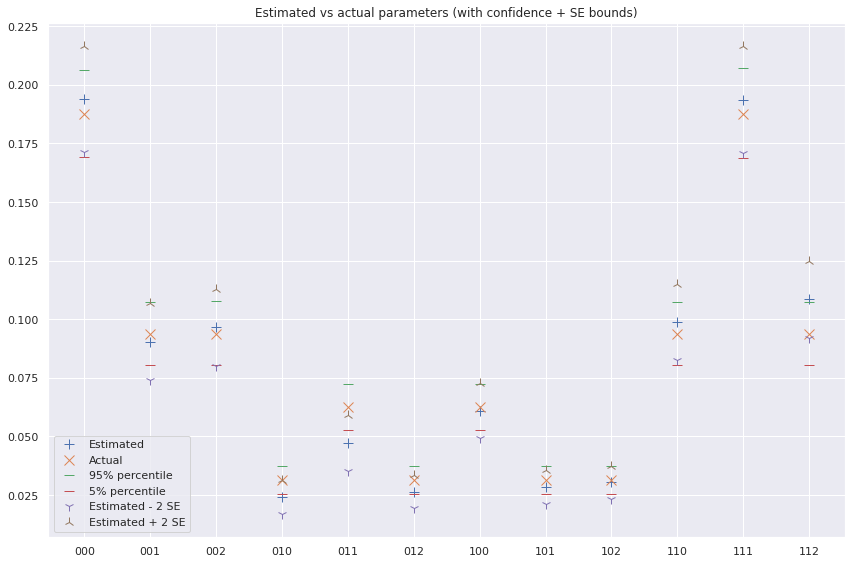 Estimated vs actual parameters (with confidence + SE bounds)
0.225
0.200
0.175
0.150
0.125
0.100
0.075
0.050
0.025
Estimated
Actual
95% percentile
5% percentile
Estimated - 2 SE
Estimated + 2 SE
000 001 002 010 011 012 100 101 102 110 111 112